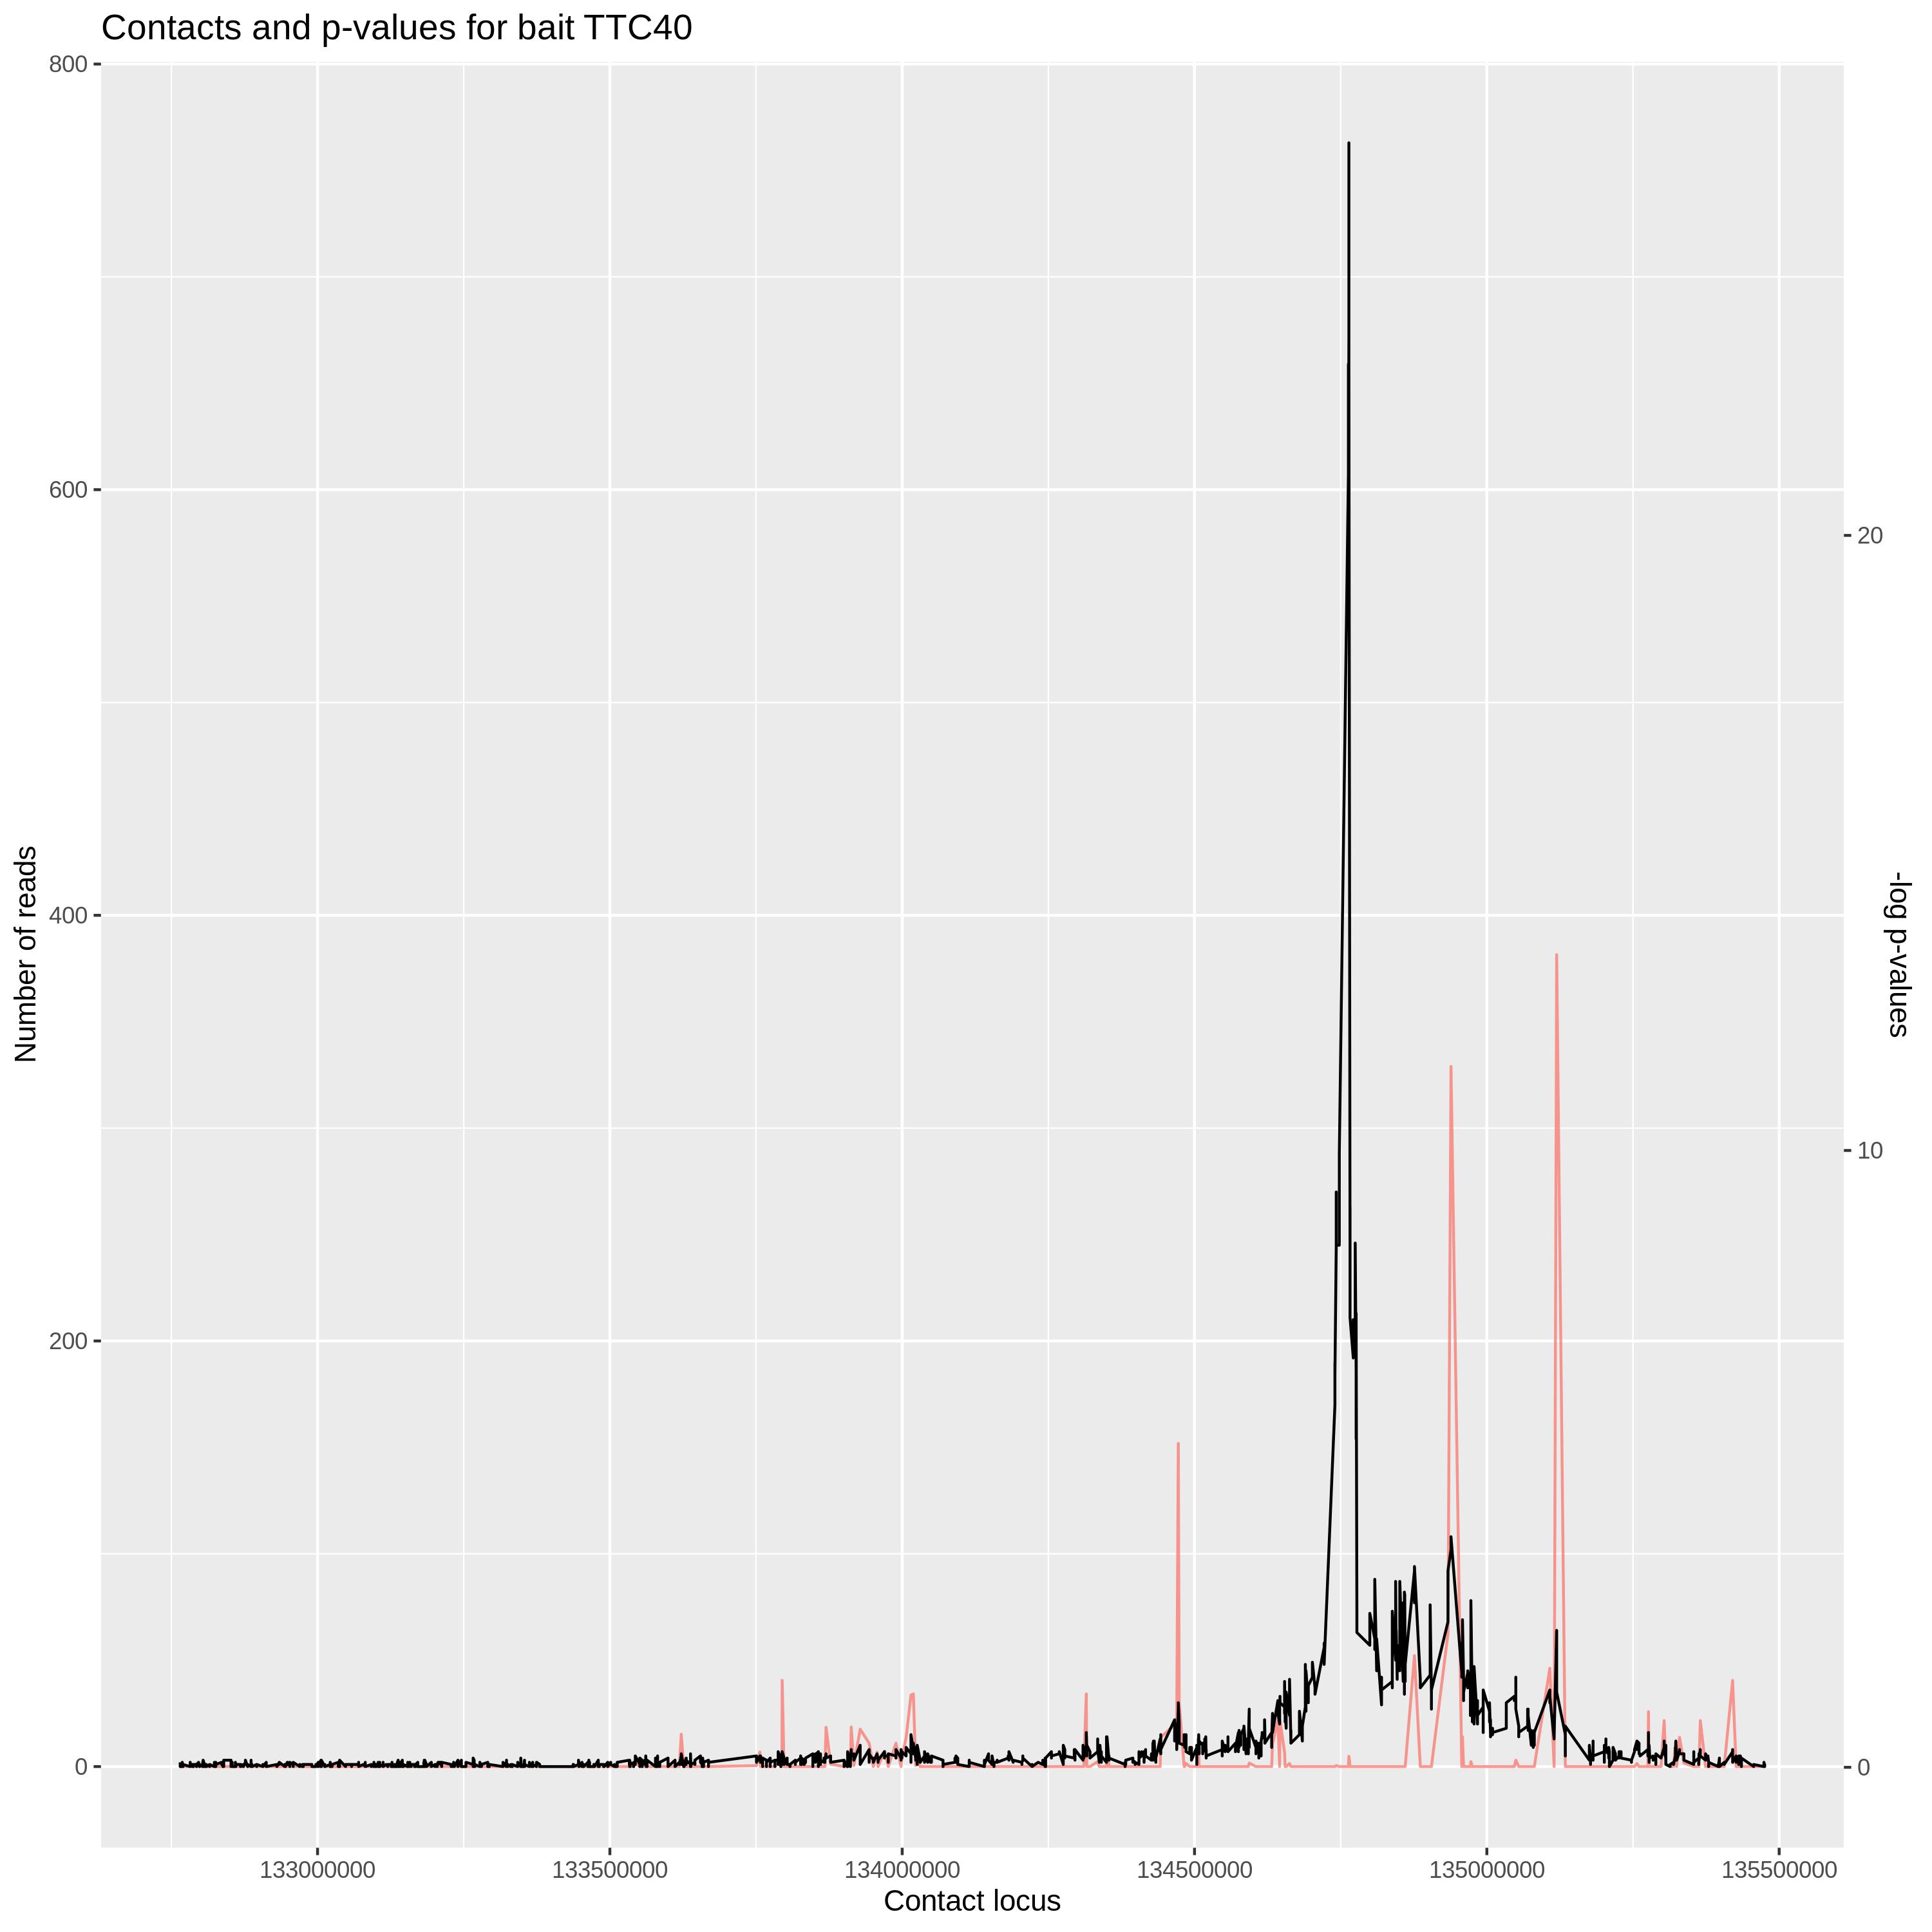 Contacts and p-values for bait TTC40
800
600
400
200
0
Number of reads
20
10
0
-log p-values
133000000 133500000 134000000 134500000 135000000 135500000
Contact locus